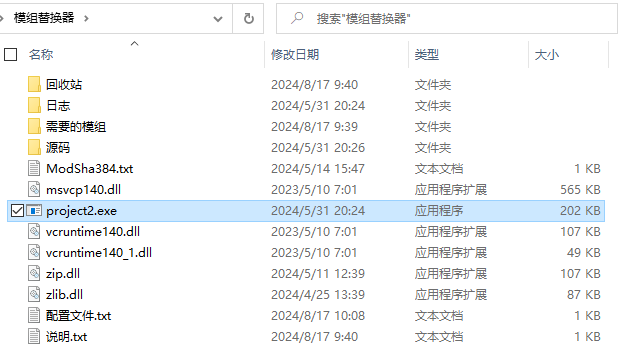 模组替换器 搜索"模组替换器"
名称 修改日期 类型 大小
回收站 2024/8/17 9:40 文件夹
日志 2024/5/31 20:24 文件夹
需要的模组 2024/8/17 9:39 文件夹
源码 2024/5/31 20:26 文件夹
ModSha384.txt 2024/5/14 15:47 文本文档 1 KB
msvcp140.dll 2023/5/10 7:01 应用程序扩展 565 KB
project2.exe 2024/5/31 20:24 应用程序 202 KB
vcruntime140.dll 2023/5/10 7:01 应用程序扩展 107 KB
vcruntime140_1.dll 2023/5/10 7:01 应用程序扩展 49 KB
zip.dll 2024/5/11 12:39 应用程序扩展 107 KB
zlib.dll 2024/4/25 13:39 应用程序扩展 87 KB
配置文件.txt 2024/8/17 10:08 文本文档 1 KB
说明.txt 2024/8/17 9:40 文本文档 1 KB